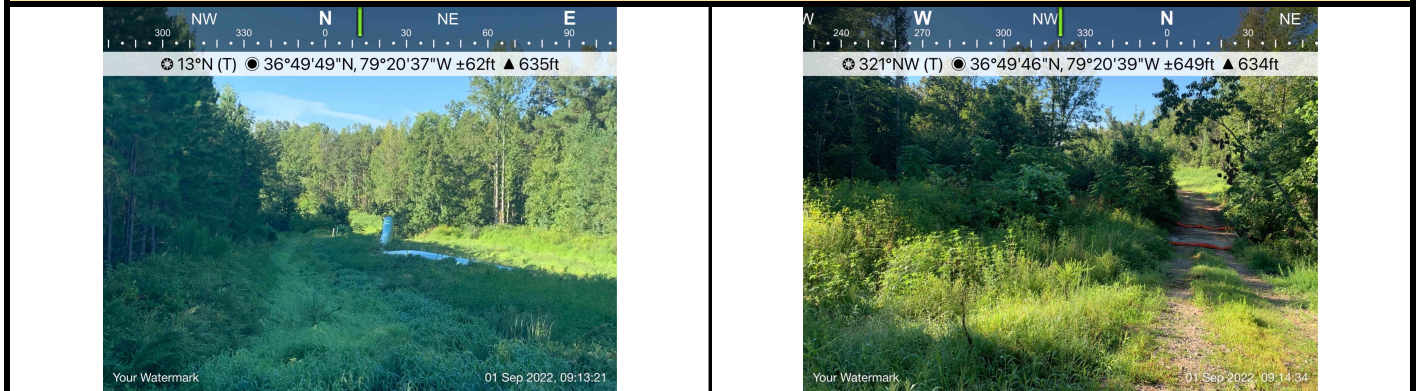 NW N NE E
300 330 0 30 60 90
13°N (T) 36°49'49"N, 79°20'37"W ±62ft ▲ 635ft
Your Watermark 01 Sep 2022, 09:13:21
W W NW N NE
240 270 300 330 0 30
321°NW (T) 36°49'46"N, 79°20'39"W ±649ft ▲ 634ft
Your Watermark 01 Sep 2022, 09:14:34